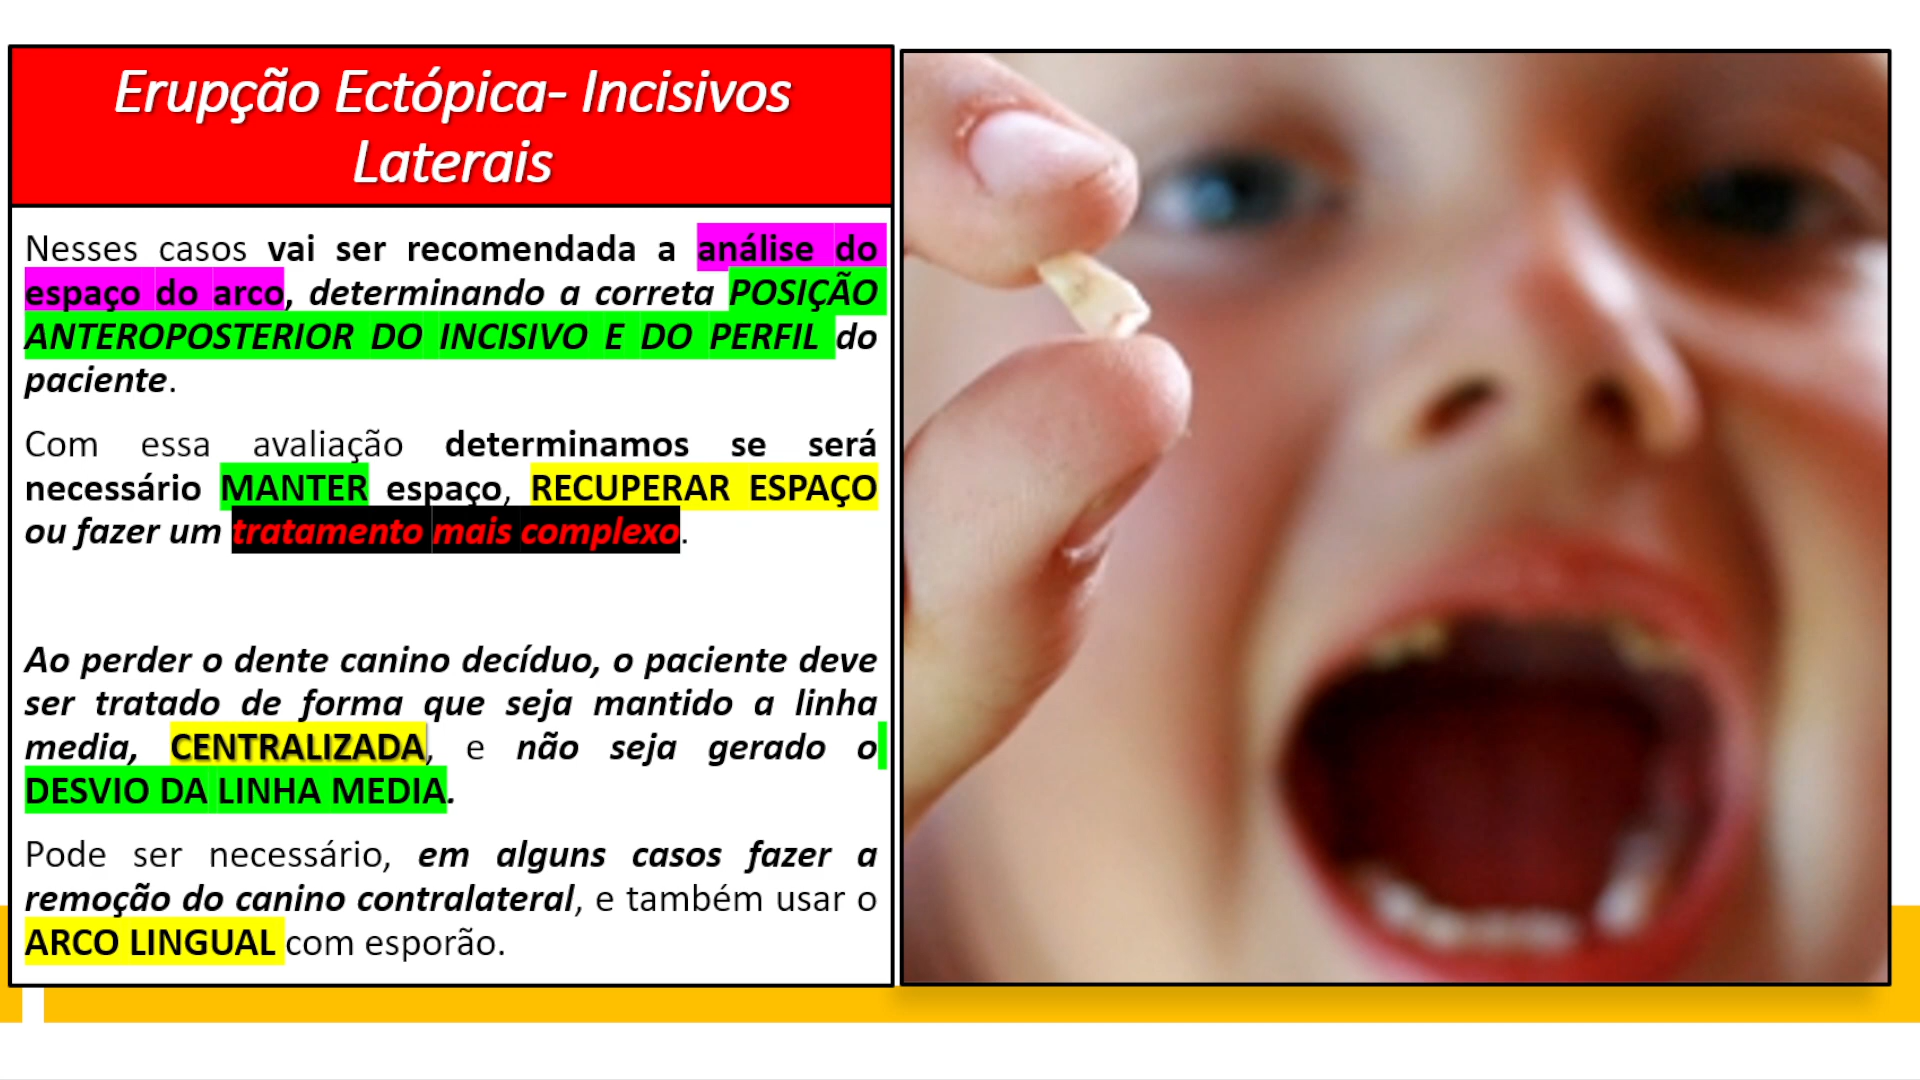 Erupção Ectópica- Incisivos
Laterais
Nesses casos vai ser recomendada a análise do
espaço do arco, determinando a correta POSIÇÃO
ANTEROPOSTERIOR DO INCISIVO E DO PERFIL do
paciente.
Com essa avaliação determinamos se será
necessário MANTER espaço, RECUPERAR ESPAÇO
ou fazer um tratamento mais complexo.
Ao perder o dente canino decíduo, o paciente deve
ser tratado de forma que seja mantido a linha
media, CENTRALIZADA, e não seja gerado o
DESVIO DA LINHA MEDIA.
Pode ser necessário, em alguns casos fazer a
remoção do canino contralateral, e também usar o
ARCO LINGUAL com esporão.